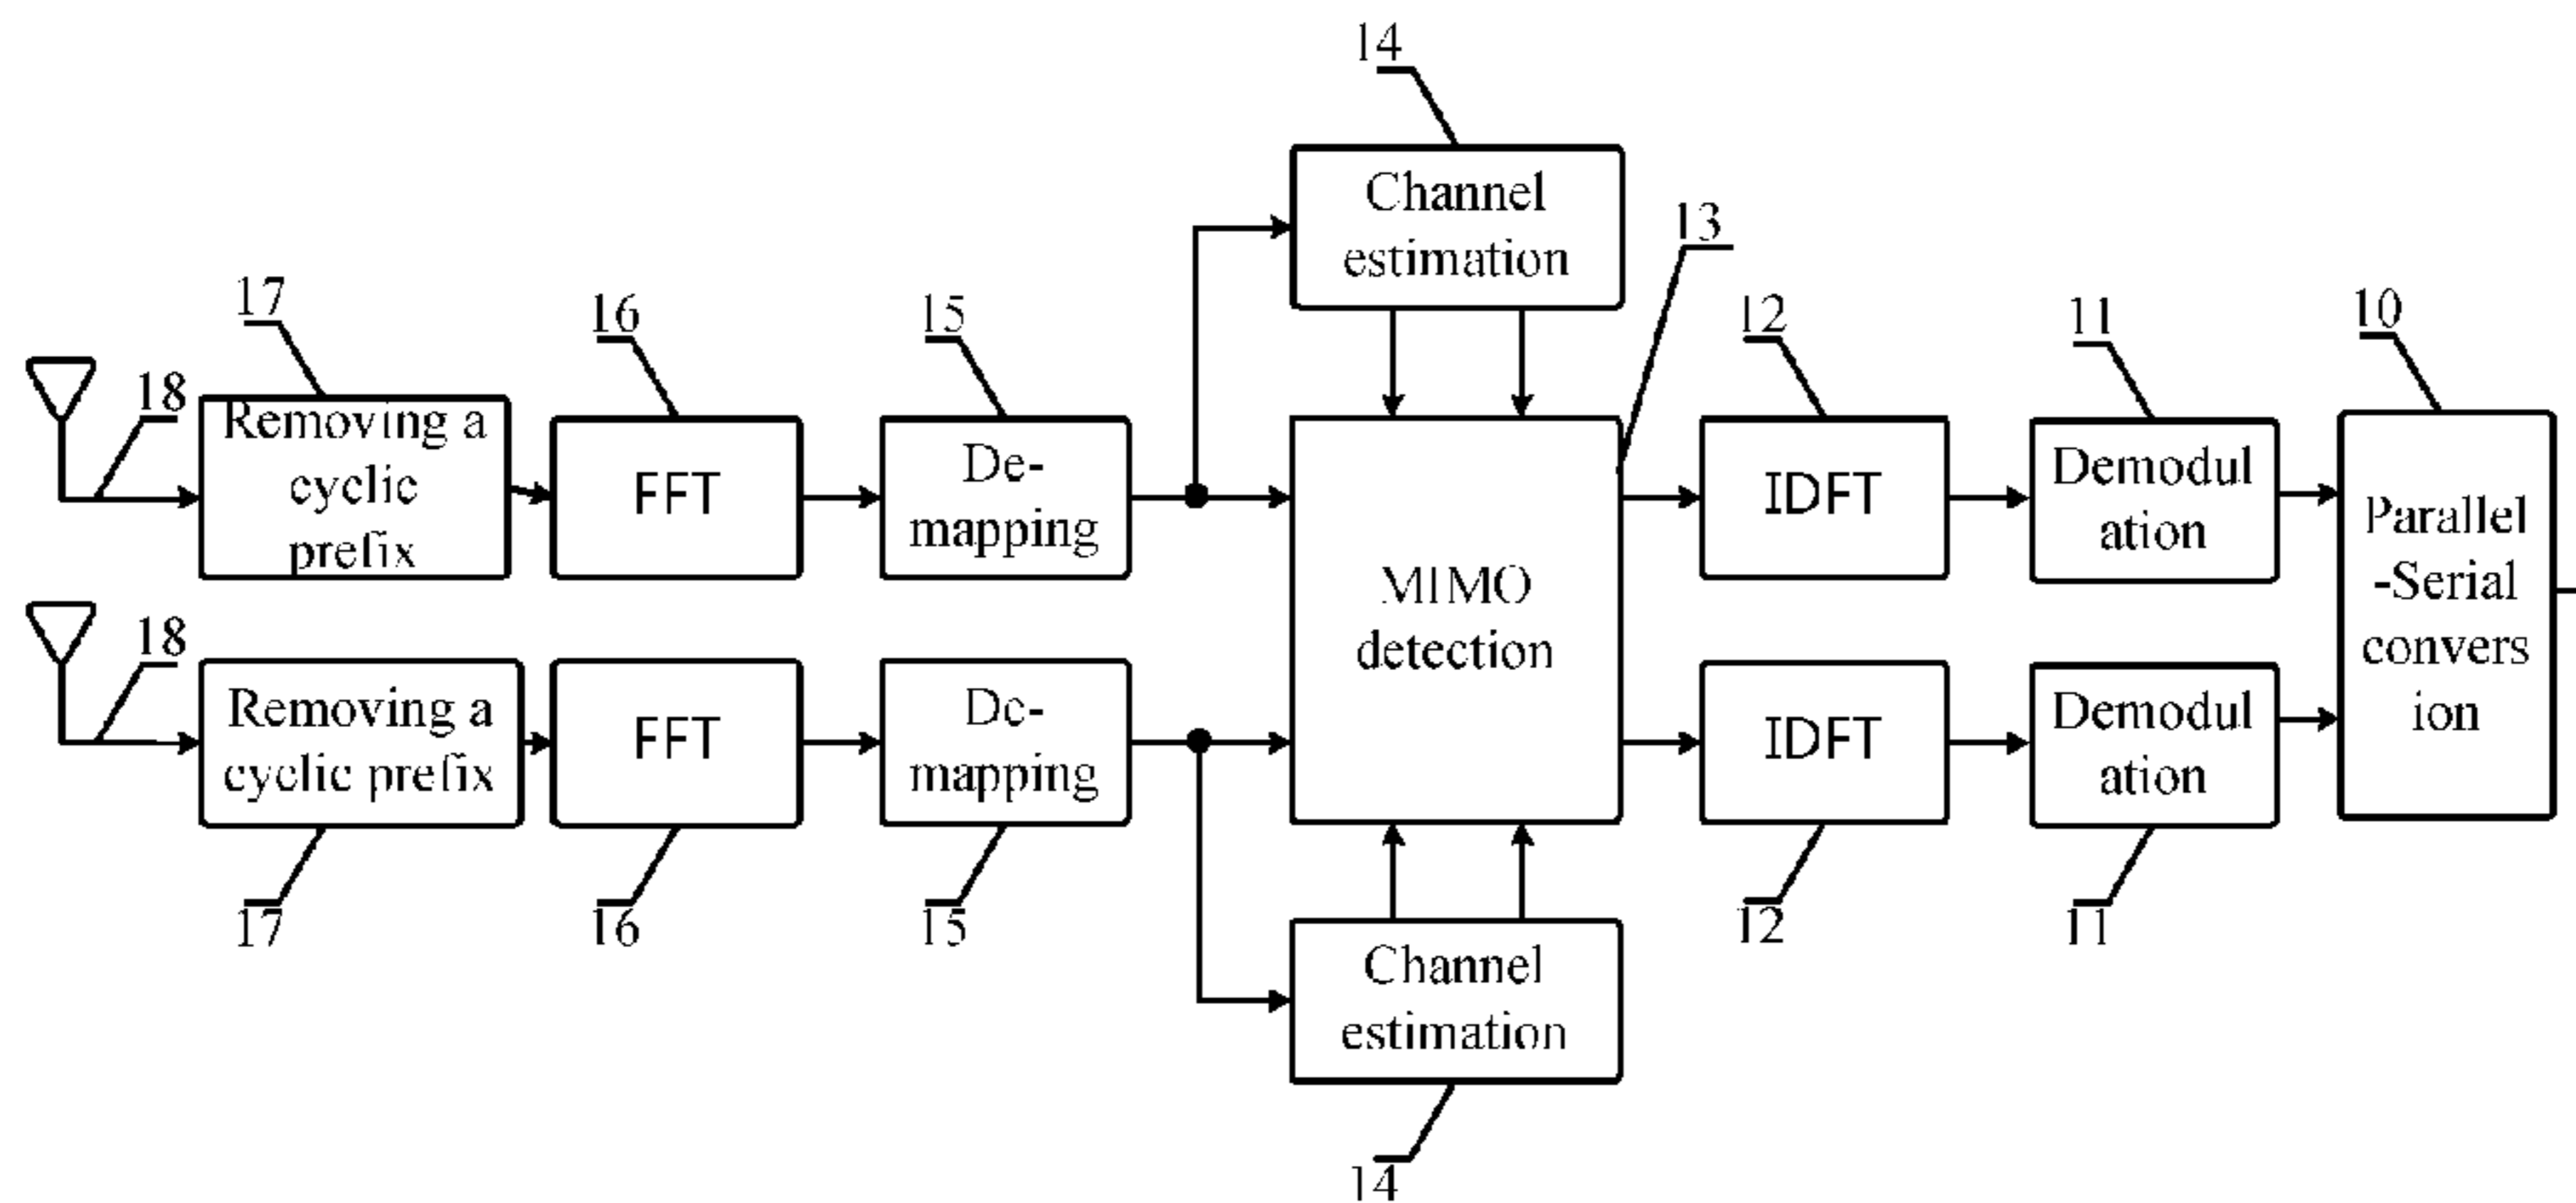 14
Channel
estimation
13
17
16
15
12
11
10
18
Removing a
cyclic
prefix
FFT
De-
mapping
MIMO
detection
IDFT
Demodul
ation
Parallel
-Serial
convers
ion
18
Removing a
cyclic prefix
FFT
De-
mapping
IDFT
Demodul
ation
17
16
15
12
11
Channel
estimation
14